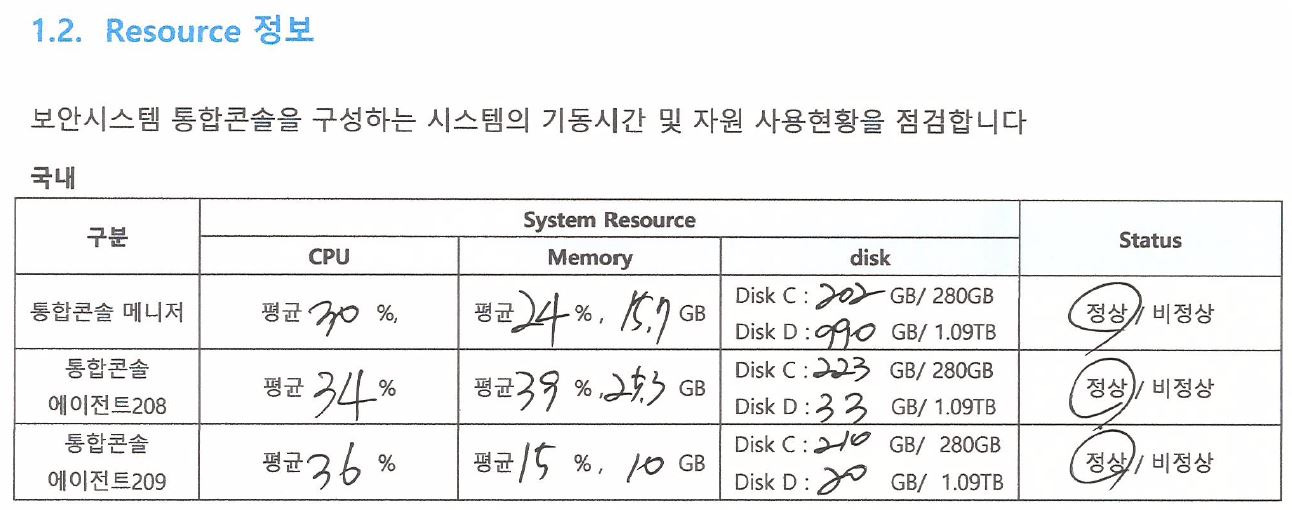 1.2. Resource 정보
보안시스템 통합콘솔을 구성하는 시스템의 기동시간 및 자원 사용현황을 점검합니다
국내
구분 System Resource Status
CPU Memory disk
통합콘솔 메니저 평균 30 %, 평균 24 %, 15.7 GB Disk C : 202 GB/ 280GB 정상 / 비정상
Disk D : 990 GB/ 1.09TB
통합콘솔 에이전트208 평균 34 % 평균 39 %, 25.3 GB Disk C : 223 GB/ 280GB 정상 / 비정상
Disk D : 33 GB/ 1.09TB
통합콘솔 에이전트209 평균 36 % 평균 15 %, 10 GB Disk C : 210 GB/ 280GB 정상 / 비정상
Disk D : 20 GB/ 1.09TB